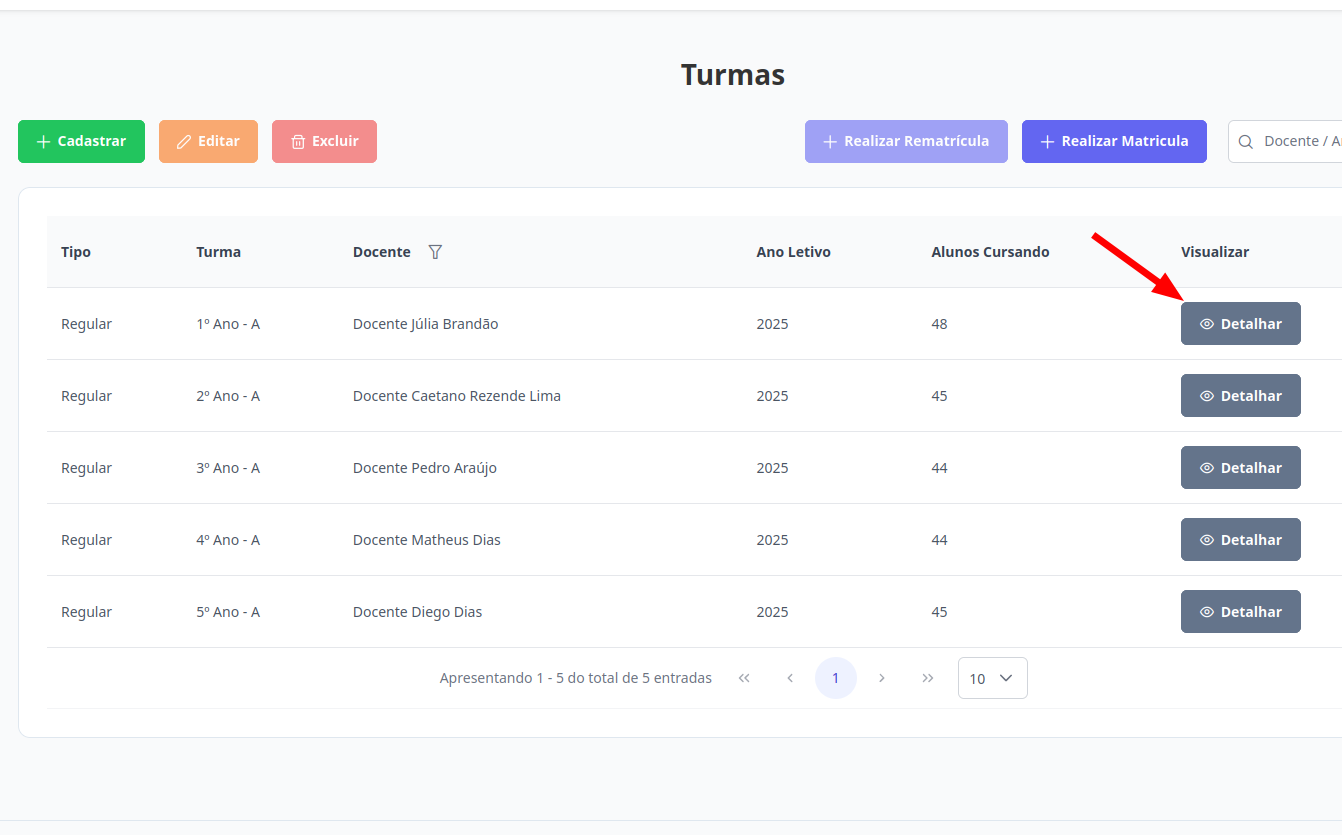 Turmas
Cadastrar Editar Excluir Realizar Rematrícula Realizar Matricula Docente /
Tipo Turma Docente Ano Letivo Alunos Cursando Visualizar
Regular 1º Ano - A Docente Júlia Brandão 2025 48 Detalhar
Regular 2º Ano - A Docente Caetano Rezende Lima 2025 45 Detalhar
Regular 3º Ano - A Docente Pedro Araújo 2025 44 Detalhar
Regular 4º Ano - A Docente Matheus Dias 2025 44 Detalhar
Regular 5º Ano - A Docente Diego Dias 2025 45 Detalhar
Apresentando 1 - 5 do total de 5 entradas 1 10